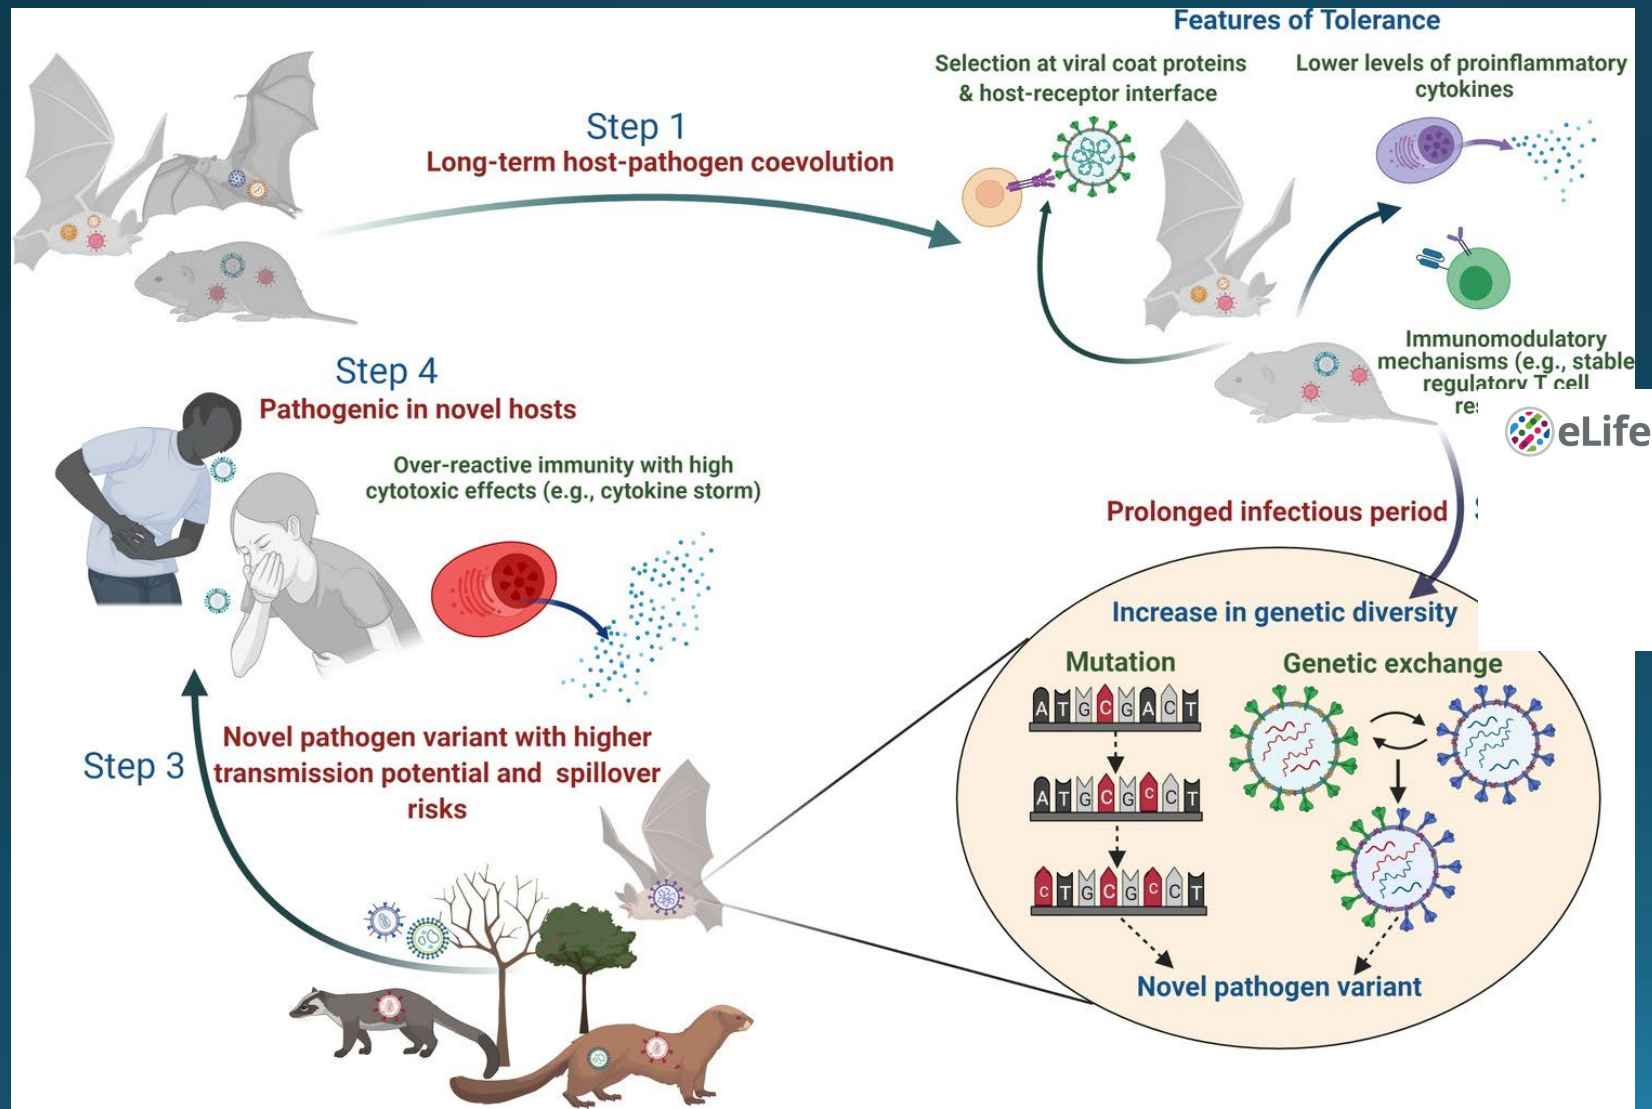 Features of Tolerance
Selection at viral coat proteins
& host-receptor interface
Lower levels of proinflammatory
cytokines
Step 1
Long-term host-pathogen coevolution
Immunomodulatory
mechanisms (e.g., stable
regulatory T cell
eLife
Step 4
Pathogenic in novel hosts
Over-reactive immunity with high
cytotoxic effects (e.g., cytokine storm)
Prolonged infectious period
Increase in genetic diversity
Mutation
Genetic exchange
A T G C G A C T
A T G C G C C T
C T G C G C C T
Novel pathogen variant
Step 3
Novel pathogen variant with higher
transmission potential and spillover
risks